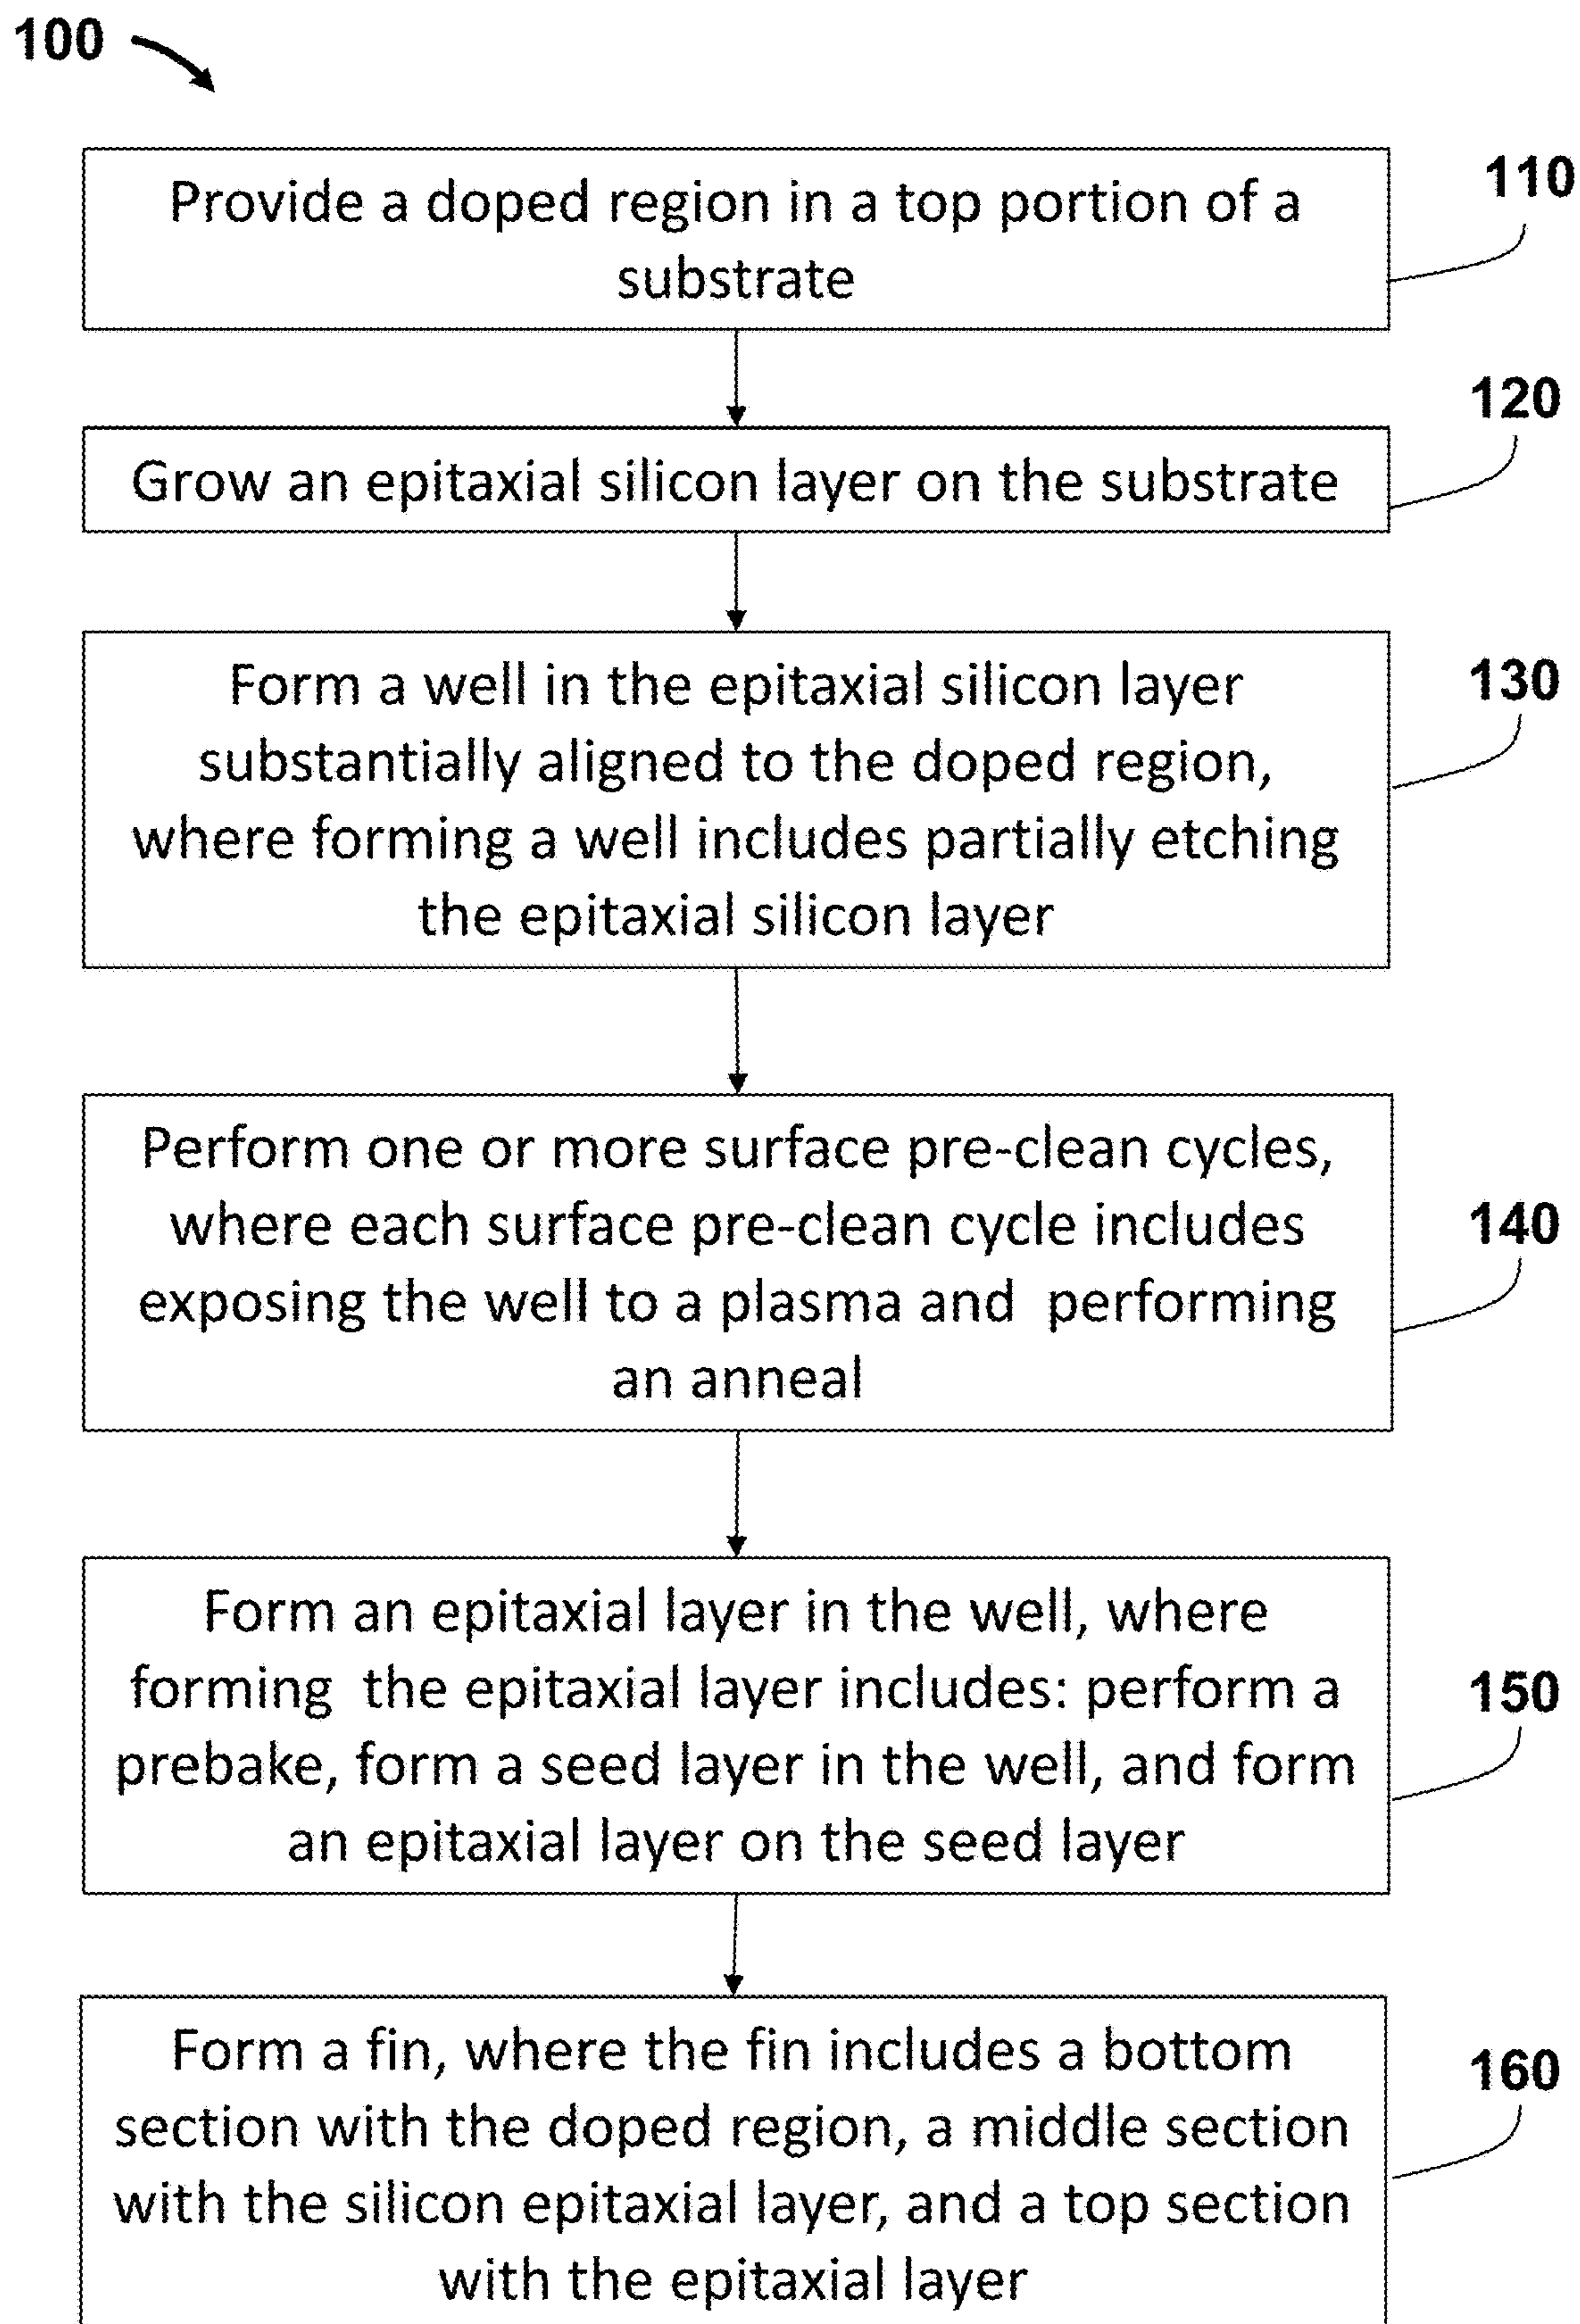 100
Provide a doped region in a top portion of a
substrate
110
Grow an epitaxial silicon layer on the substrate
120
Form a well in the epitaxial silicon layer
substantially aligned to the doped region,
where forming a well includes partially etching
the epitaxial silicon layer
130
Perform one or more surface pre-clean cycles,
where each surface pre-clean cycle includes
exposing the well to a plasma and performing
an anneal
140
Form an epitaxial layer in the well, where
forming the epitaxial layer includes: perform a
prebake, form a seed layer in the well, and form
an epitaxial layer on the seed layer
150
Form a fin, where the fin includes a bottom
section with the doped region, a middle section
with the silicon epitaxial layer, and a top section
with the epitaxial layer
160